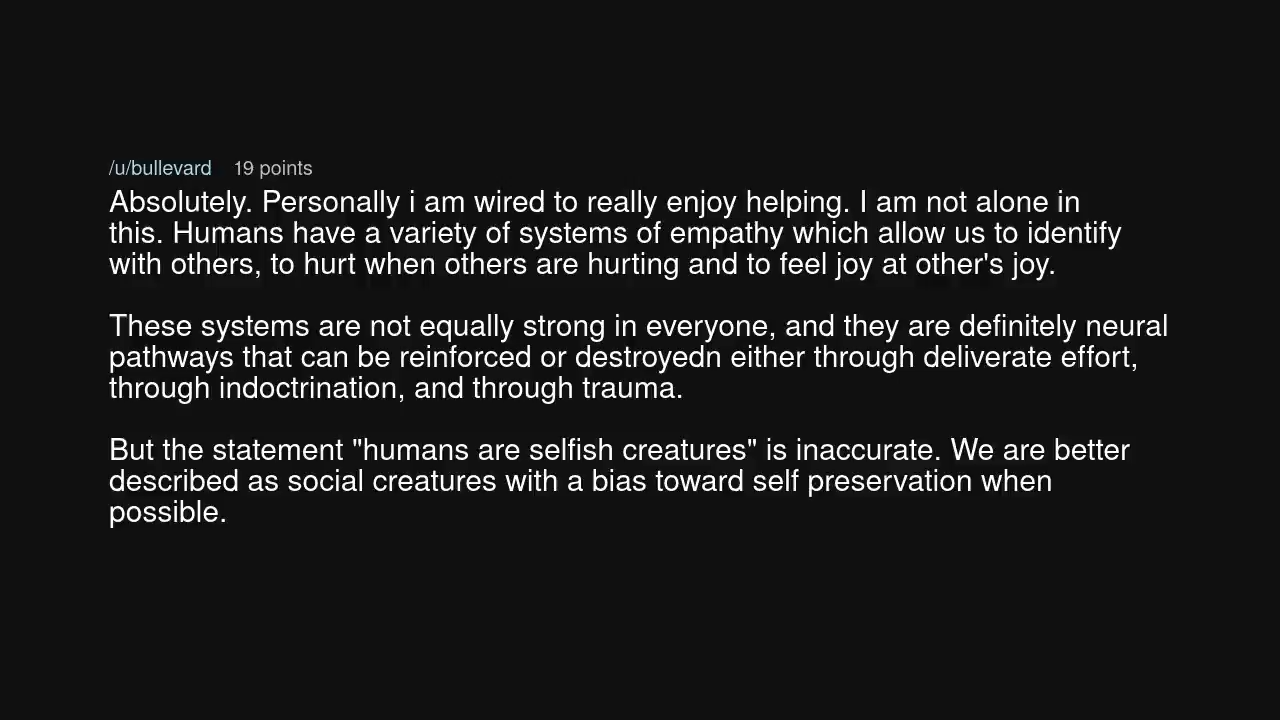 /u/bullevard 19 points
Absolutely. Personally i am wired to really enjoy helping. I am not alone in
this. Humans have a variety of systems of empathy which allow us to identify
with others, to hurt when others are hurting and to feel joy at other's joy.
These systems are not equally strong in everyone, and they are definitely neural
pathways that can be reinforced or destroyedn either through deliverate effort,
through indoctrination, and through trauma.
But the statement "humans are selfish creatures" is inaccurate. We are better
described as social creatures with a bias toward self preservation when
possible.